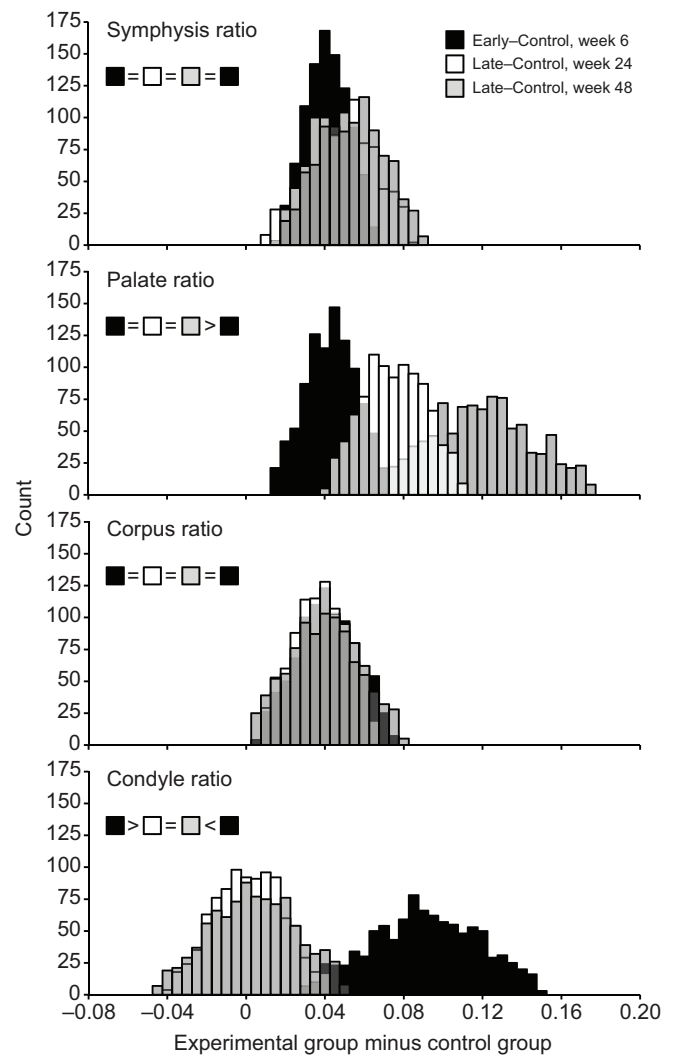 Symphysis ratio
=  =  =
Early–Control, week 6
Late–Control, week 24
Late–Control, week 48
175
150
125
100
75
50
25
0
Palate ratio
=  =  >
175
150
125
100
75
50
25
0
Count
Corpus ratio
=  =  =
175
150
125
100
75
50
25
0
Condyle ratio
>  =  <
175
150
125
100
75
50
25
0
–0.08 –0.04 0 0.04 0.08 0.12 0.16 0.20
Experimental group minus control group